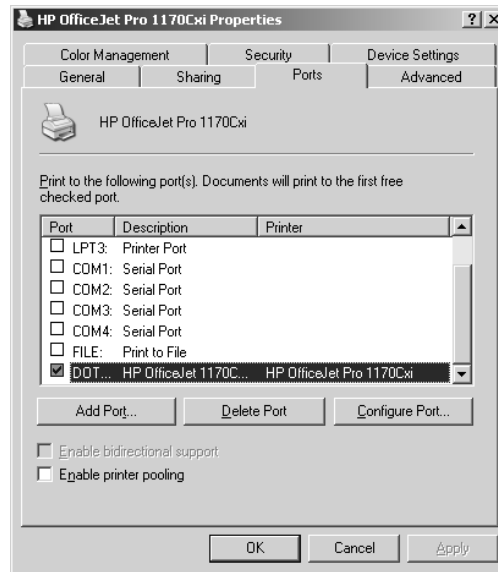 HP OfficeJet Pro 1170Cxi Properties
Color Management Security Device Settings
General Sharing Ports Advanced
HP OfficeJet Pro 1170Cxi
Print to the following port(s). Documents will print to the first free
checked port.
Port Description Printer
LPT3: Printer Port
COM1: Serial Port
COM2: Serial Port
COM3: Serial Port
COM4: Serial Port
FILE: Print to File
DOT... HP OfficeJet 1170C... HP OfficeJet Pro 1170Cxi
Add Port... Delete Port Configure Port...
Enable bidirectional support
Enable printer pooling
OK Cancel Apply